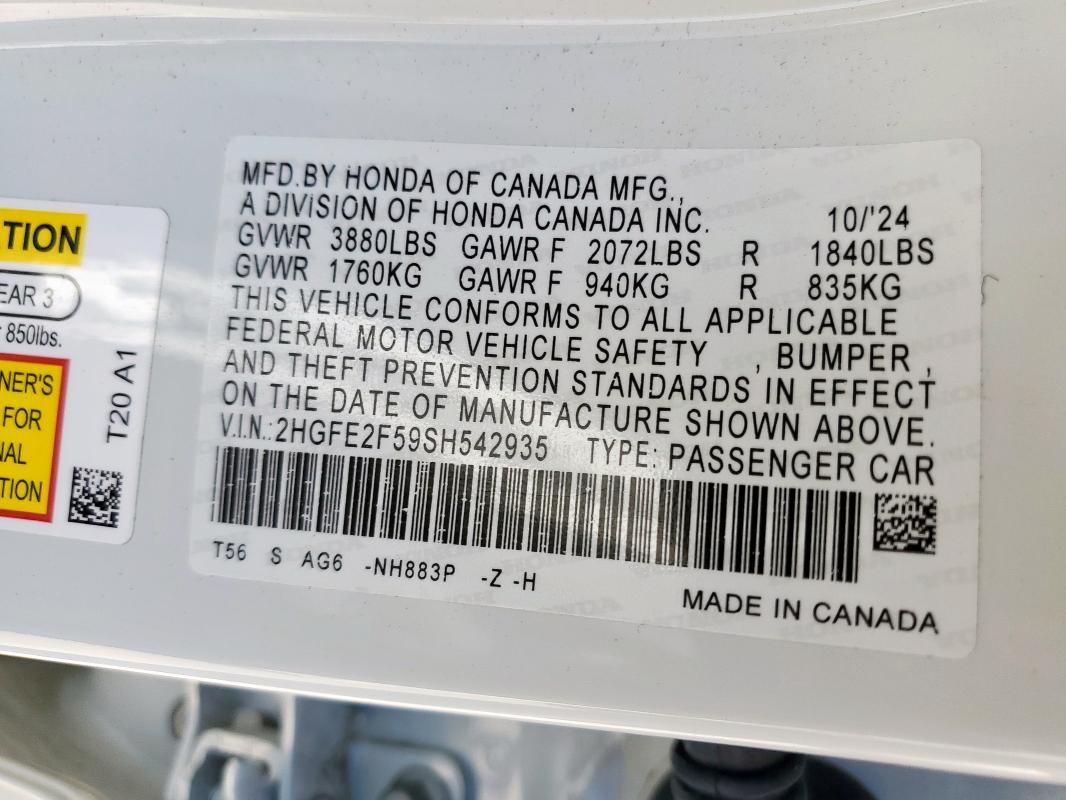 MFD.BY HONDA OF CANADA MFG.,
A DIVISION OF HONDA CANADA INC. 10/'24
GVWR 3880LBS GAWR F 2072LBS R 1840LBS
GVWR 1760KG GAWR F 940KG R 835KG
THIS VEHICLE CONFORMS TO ALL APPLICABLE
FEDERAL MOTOR VEHICLE SAFETY , BUMPER ,
AND THEFT PREVENTION STANDARDS IN EFFECT
ON THE DATE OF MANUFACTURE SHOWN ABOVE.
V.I.N.:2HGFE2F59SH542935 TYPE: PASSENGER CAR
T56 S AG6 -NH883P -Z -H
MADE IN CANADA
TION
EAR 3
850lbs.
NER'S
FOR
NAL
TION
T20 A1